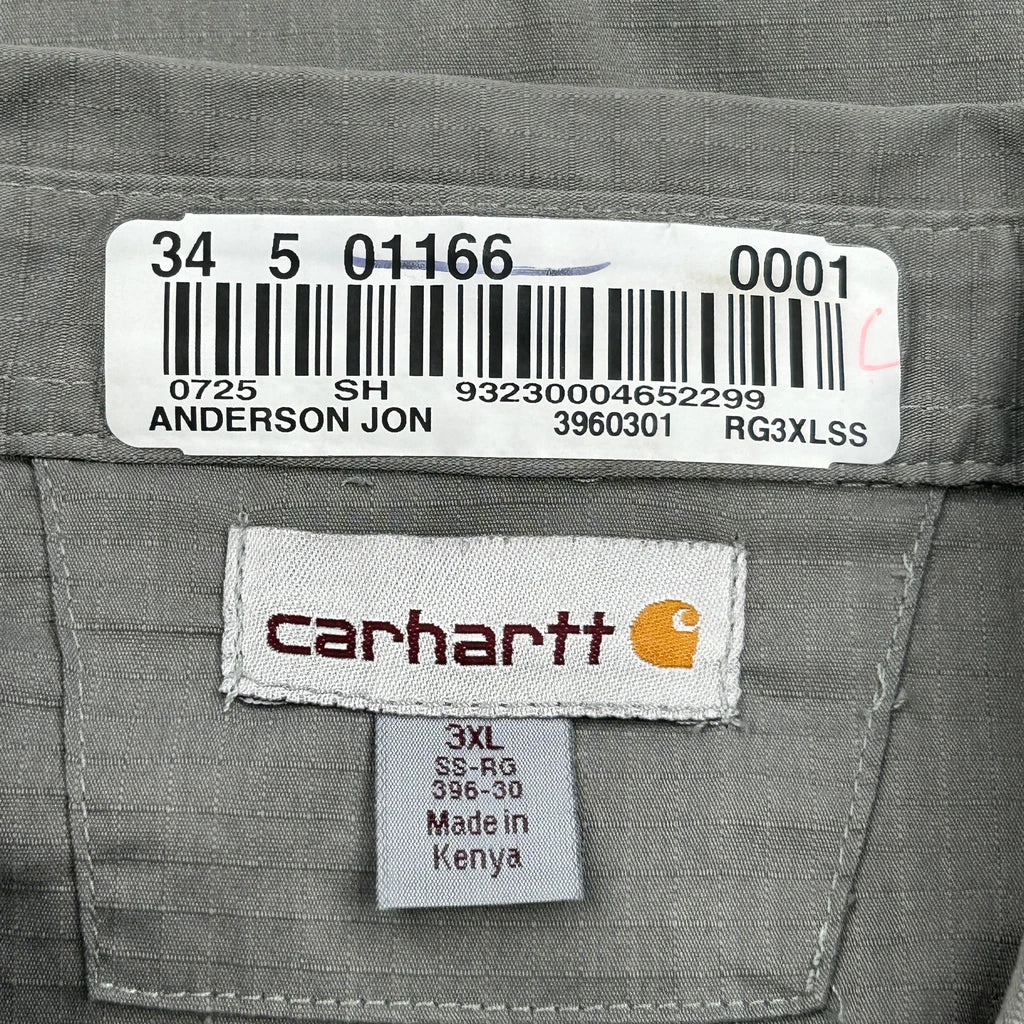 34 5 01166 0001
0725 SH 93230004652299
ANDERSON JON 3960301 RG3XLSS
carhartt
3XL
SS-RG
396-30
Made in
Kenya